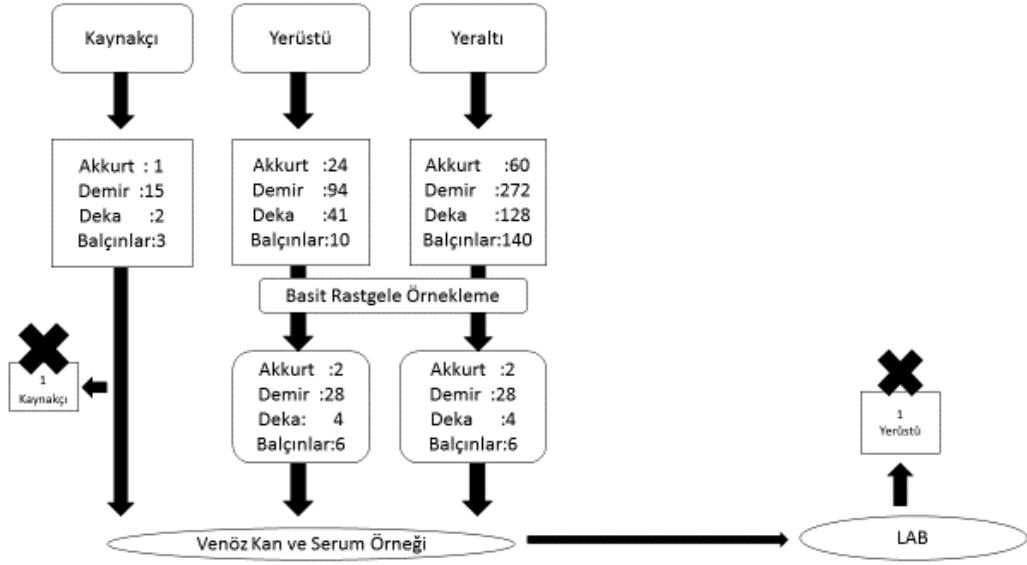 Kaynakçı
Yerüstü
Yeraltı
Akkurt : 1
Demir :15
Deka :2
Balçınlar:3
Akkurt :24
Demir :94
Deka :41
Balçınlar:10
Akkurt :60
Demir :272
Deka :128
Balçınlar:140
Basit Rastgele Örnekleme
1
Kaynakçı
Akkurt :2
Demir :28
Deka: 4
Balçınlar:6
Akkurt :2
Demir :28
Deka :4
Balçınlar:6
1
Yerüstü
Venöz Kan ve Serum Örneği
LAB